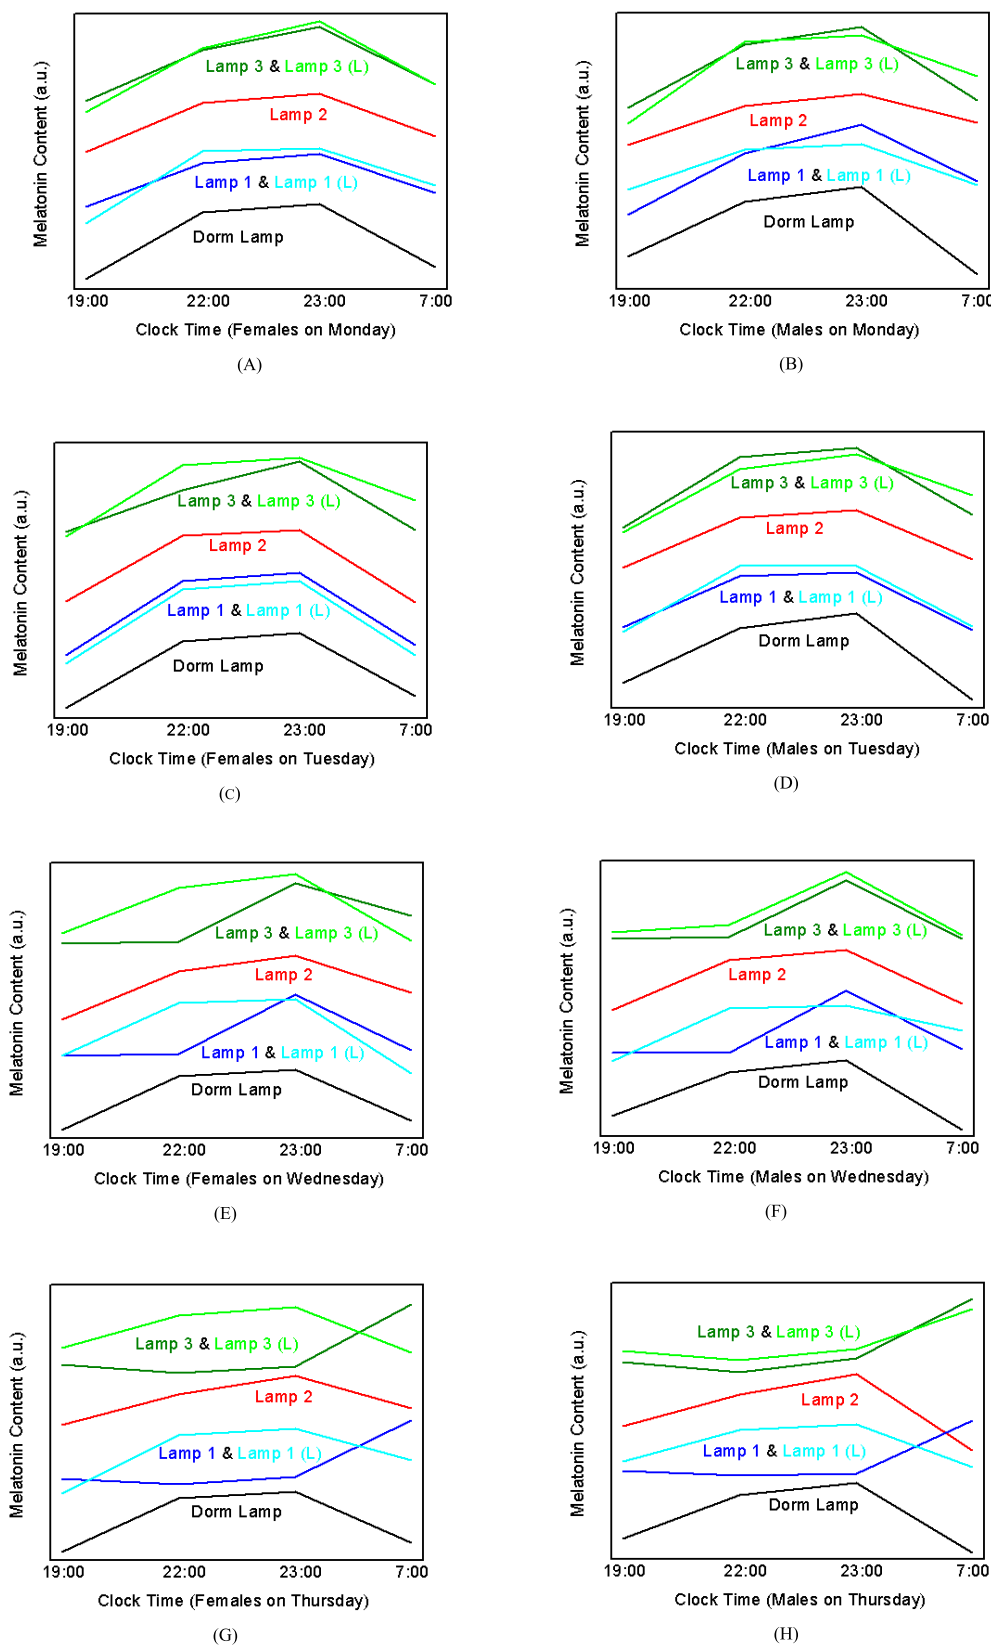 Melatonin Content (a.u.)
Lamp 3 & Lamp 3 (L)
Lamp 2
Lamp 1 & Lamp 1 (L)
Dorm Lamp
19:00 22:00 23:00 7:00
Clock Time (Females on Monday)
(A)
Melatonin Content (a.u.)
Lamp 3 & Lamp 3 (L)
Lamp 2
Lamp 1 & Lamp 1 (L)
Dorm Lamp
19:00 22:00 23:00 7:00
Clock Time (Males on Monday)
(B)
Melatonin Content (a.u.)
Lamp 3 & Lamp 3 (L)
Lamp 2
Lamp 1 & Lamp 1 (L)
Dorm Lamp
19:00 22:00 23:00 7:00
Clock Time (Females on Tuesday)
(C)
Melatonin Content (a.u.)
Lamp 3 & Lamp 3 (L)
Lamp 2
Lamp 1 & Lamp 1 (L)
Dorm Lamp
19:00 22:00 23:00 7:00
Clock Time (Males on Tuesday)
(D)
Melatonin Content (a.u.)
Lamp 3 & Lamp 3 (L)
Lamp 2
Lamp 1 & Lamp 1 (L)
Dorm Lamp
19:00 22:00 23:00 7:00
Clock Time (Females on Wednesday)
(E)
Melatonin Content (a.u.)
Lamp 3 & Lamp 3 (L)
Lamp 2
Lamp 1 & Lamp 1 (L)
Dorm Lamp
19:00 22:00 23:00 7:00
Clock Time (Males on Wednesday)
(F)
Melatonin Content (a.u.)
Lamp 3 & Lamp 3 (L)
Lamp 2
Lamp 1 & Lamp 1 (L)
Dorm Lamp
19:00 22:00 23:00 7:00
Clock Time (Females on Thursday)
(G)
Melatonin Content (a.u.)
Lamp 3 & Lamp 3 (L)
Lamp 2
Lamp 1 & Lamp 1 (L)
Dorm Lamp
19:00 22:00 23:00 7:00
Clock Time (Males on Thursday)
(H)